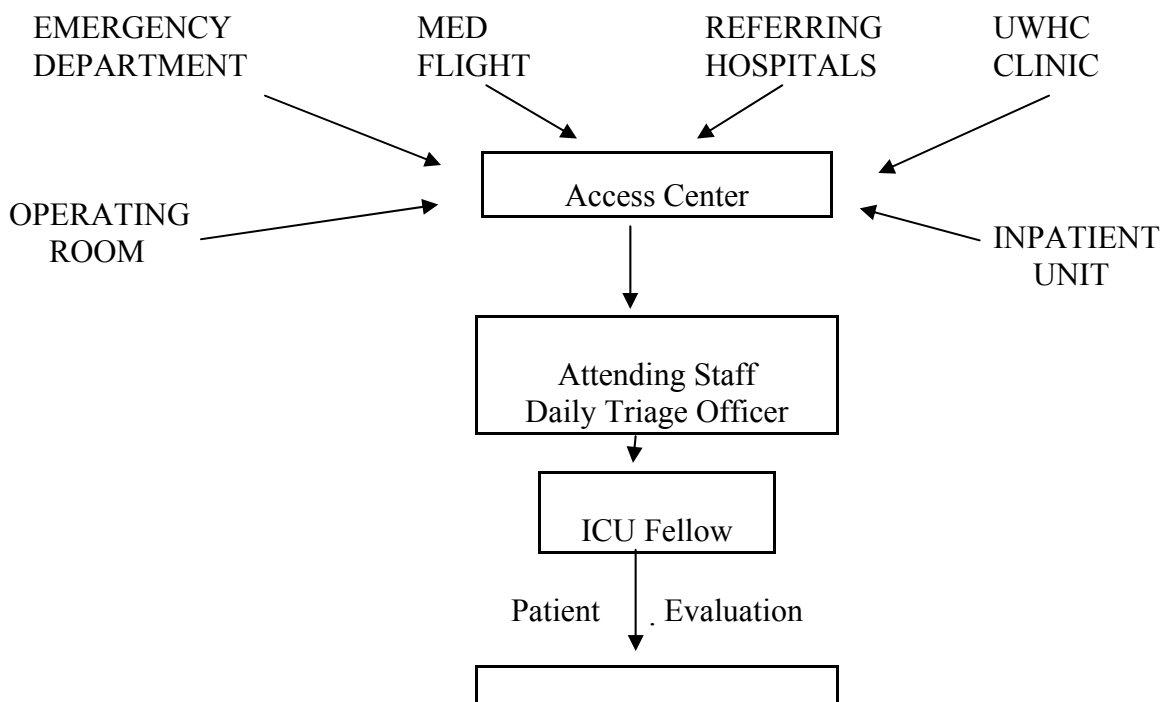 EMERGENCY
DEPARTMENT
MED
FLIGHT
REFERRING
HOSPITALS
UWHC
CLINIC
Access Center
OPERATING
ROOM
INPATIENT
UNIT
Attending Staff
Daily Triage Officer
ICU Fellow
Patient . Evaluation